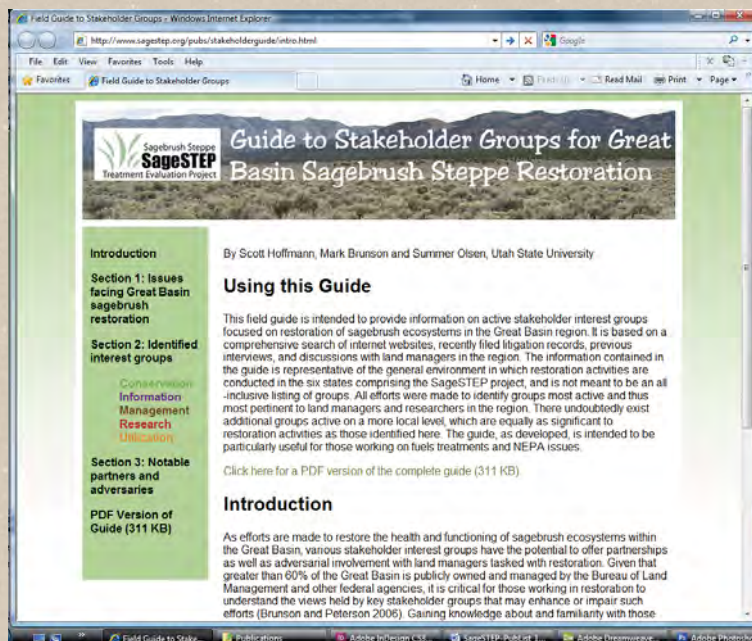 Field Guide to Stakeholder Groups - Windows Internet Explorer
http://www.sagestep.org/pubs/stakeholderguide/intro.html
Google
File Edit View Favorites Tools Help
Favorites
Field Guide to Stakeholder Groups
Home
Read Mail
Print
Page
Sagebrush Steppe
SageSTEP
Treatment Evaluation Project
Guide to Stakeholder Groups for Great
Basin Sagebrush Steppe Restoration
Introduction
Section 1: Issues
facing Great Basin
sagebrush
restoration
Section 2: Identified
interest groups
Conservation
Information
Management
Research
Utilization
Section 3: Notable
partners and
adversaries
PDF Version of
Guide (311 KB)
By Scott Hoffmann, Mark Brunson and Summer Olsen, Utah State University
Using this Guide
This field guide is intended to provide information on active stakeholder interest groups
focused on restoration of sagebrush ecosystems in the Great Basin region. It is based on a
comprehensive search of internet websites, recently filed litigation records, previous
interviews, and discussions with land managers in the region. The information contained in
the guide is representative of the general environment in which restoration activities are
conducted in the six states comprising the SageSTEP project, and is not meant to be an all
-inclusive listing of groups. All efforts were made to identify groups most active and thus
most pertinent to land managers and researchers in the region. There undoubtedly exist
additional groups active on a more local level, which are equally as significant to
restoration activities as those identified here. The guide, as developed, is intended to be
particularly useful for those working on fuels treatments and NEPA issues.
Click here for a PDF version of the complete guide (311 KB).
Introduction
As efforts are made to restore the health and functioning of sagebrush ecosystems within
the Great Basin, various stakeholder interest groups have the potential to offer partnerships
as well as adversarial involvement with land managers tasked with restoration. Given that
greater than 60% of the Great Basin is publicly owned and managed by the Bureau of Land
Management and other federal agencies, it is critical for those working in restoration to
understand the views held by key stakeholder groups that may enhance or impair such
efforts (Brunson and Peterson 2006). Gaining knowledge about and familiarity with those
Field Guide to Stake...
Publications
Adobe InDesign CS3
SageSTEP-PubList_1...
Adobe Dreamweave...
Adobe Photosh